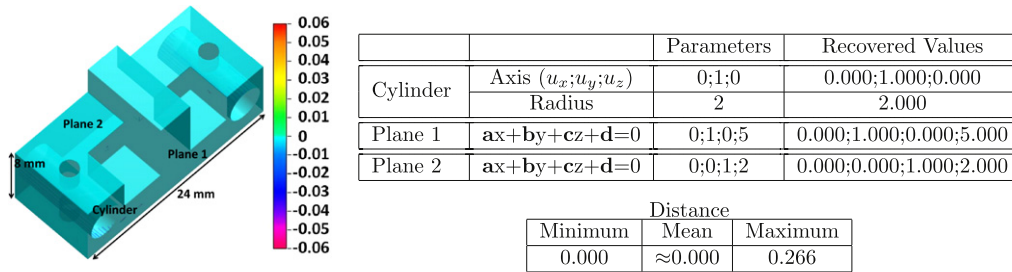 Plane 2
Plane 1
8 mm
24 mm
Cylinder
0.06
0.05
0.04
0.03
0.02
0.01
0
-0.01
-0.02
-0.03
-0.04
-0.05
-0.06
Parameters Recovered Values
Cylinder Axis (uₓ;u_y;u_z) 0;1;0 0.000;1.000;0.000
Radius 2 2.000
Plane 1 ax+by+cz+d=0 0;1;0;5 0.000;1.000;0.000;5.000
Plane 2 ax+by+cz+d=0 0;0;1;2 0.000;0.000;1.000;2.000
Distance
Minimum Mean Maximum
0.000 ≈0.000 0.266